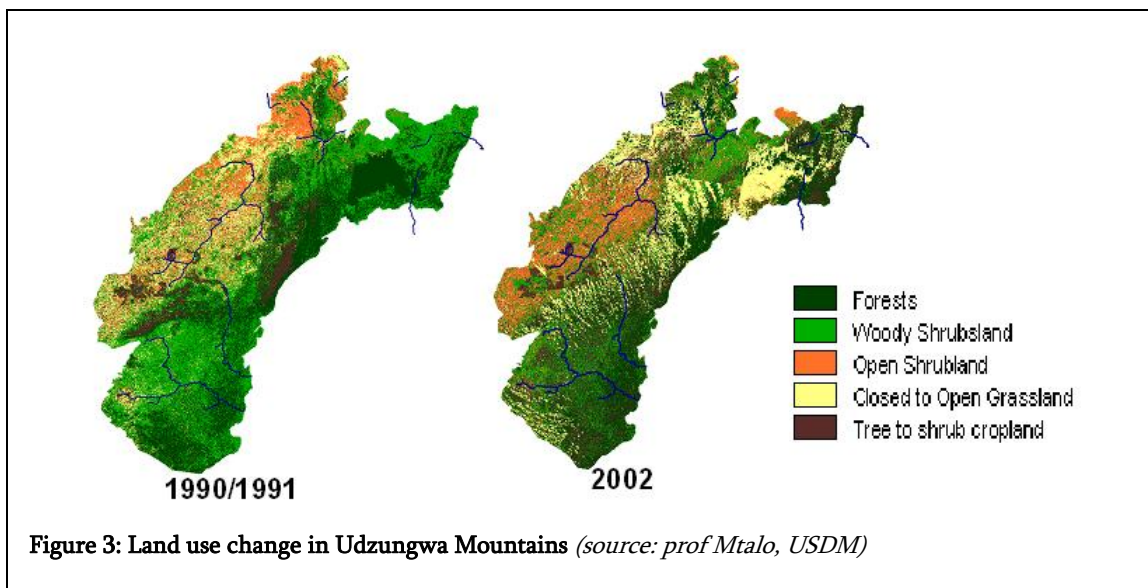 Forests
Woody Shrubsland
Open Shrubland
Closed to Open Grassland
Tree to shrub cropland
1990/1991
2002
Figure 3: Land use change in Udzungwa Mountains (source: prof Mtalo, USDM)